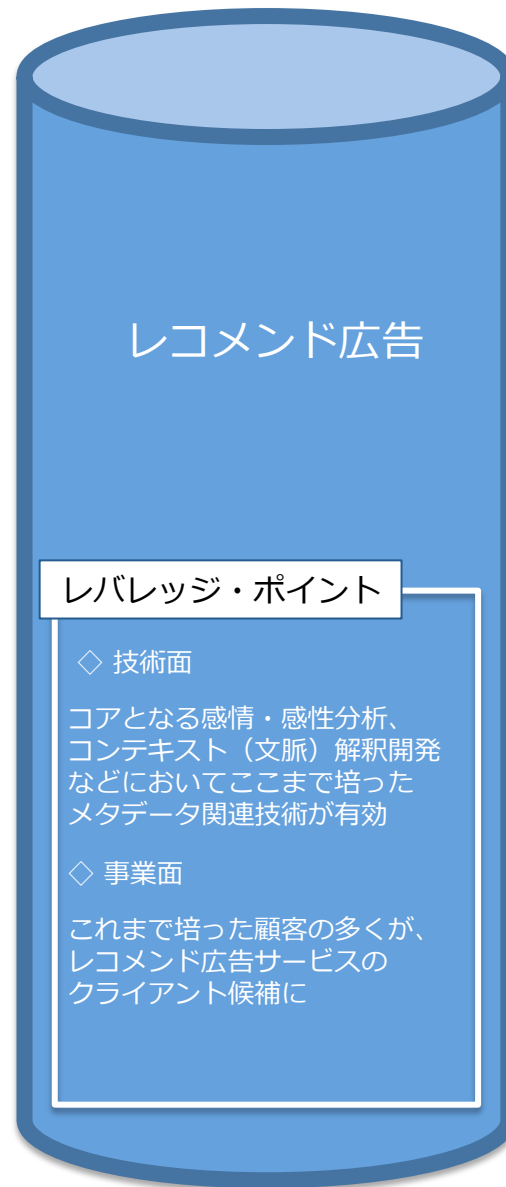 レコメンド広告
レバレッジ・ポイント
◇ 技術面
コアとなる感情・感性分析、
コンテキスト（文脈）解釈開発
などにおいてここまで培った
メタデータ関連技術が有効
◇ 事業面
これまで培った顧客の多くが、
レコメンド広告サービスの
クライアント候補に